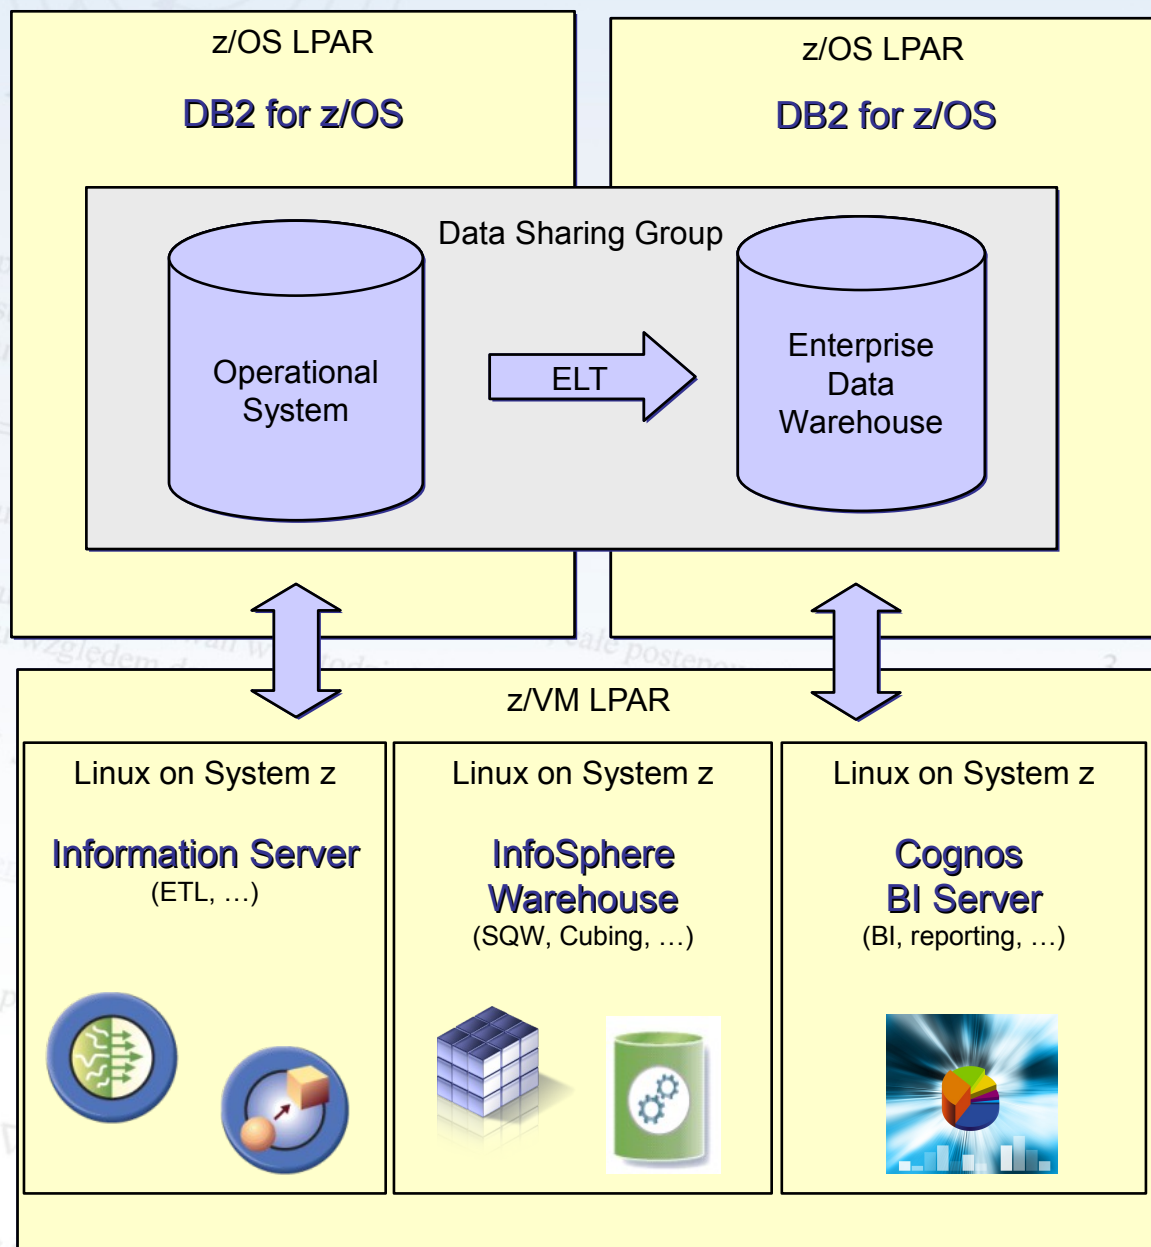 z/OS LPAR
DB2 for z/OS
z/OS LPAR
DB2 for z/OS
Data Sharing Group
Operational
System
ELT
Enterprise
Data
Warehouse
względem
całe
z/VM LPAR
Linux on System z
Information Server
(ETL, …)
Linux on System z
InfoSphere
Warehouse
(SQW, Cubing, …)
Linux on System z
Cognos
BI Server
(BI, reporting, …)